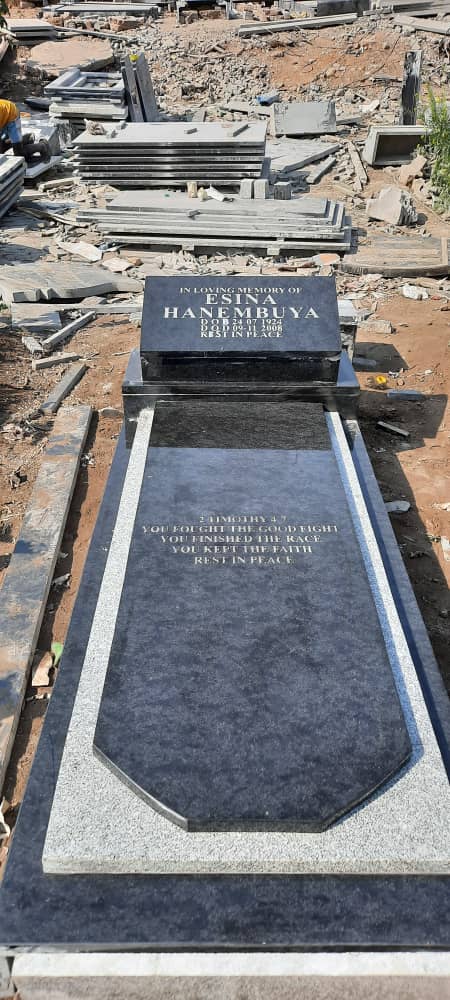 IN LOVING MEMORY OF
ESINA
HANEMBUYA
D O B 24 07 1924
D O D 09-11 2008
REST IN PEACE
2 TIMOTHY 4 7
YOU FOUGHT THE GOOD FIGHT
YOU FINISHED THE RACE
YOU KEPT THE FAITH
REST IN PEACE